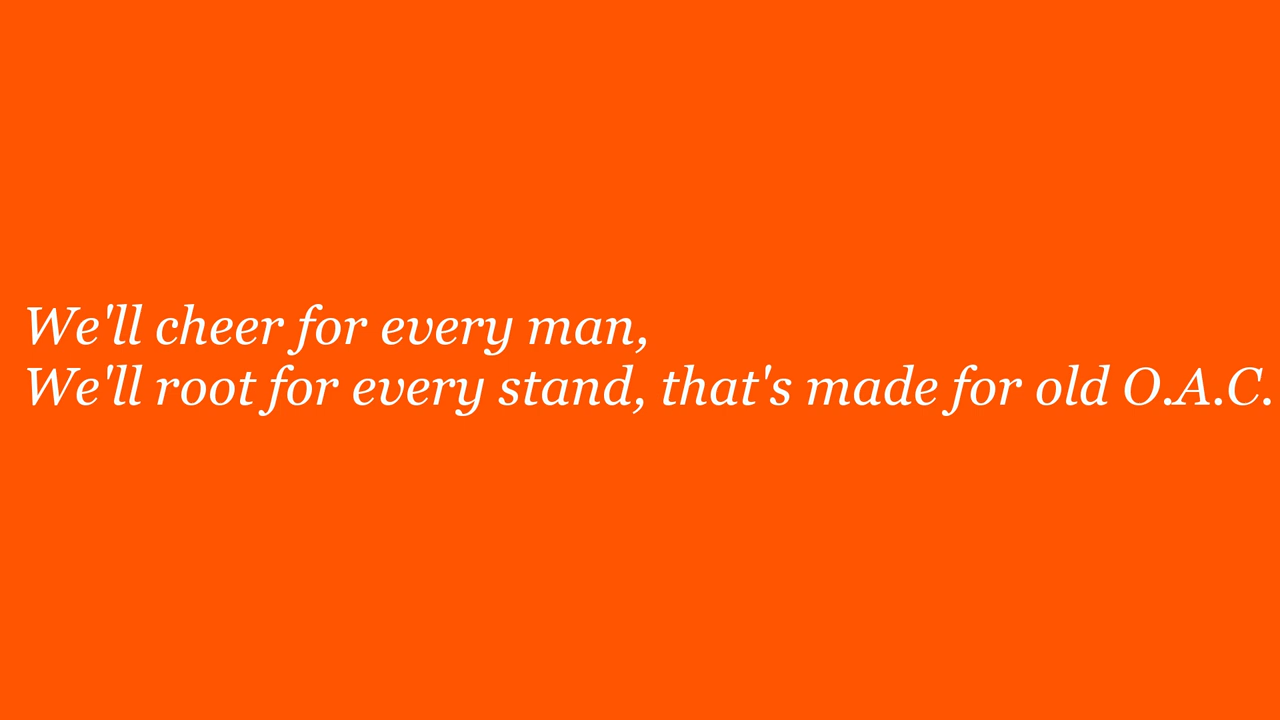 We'll cheer for every man,
We'll root for every stand, that's made for old O.A.C.